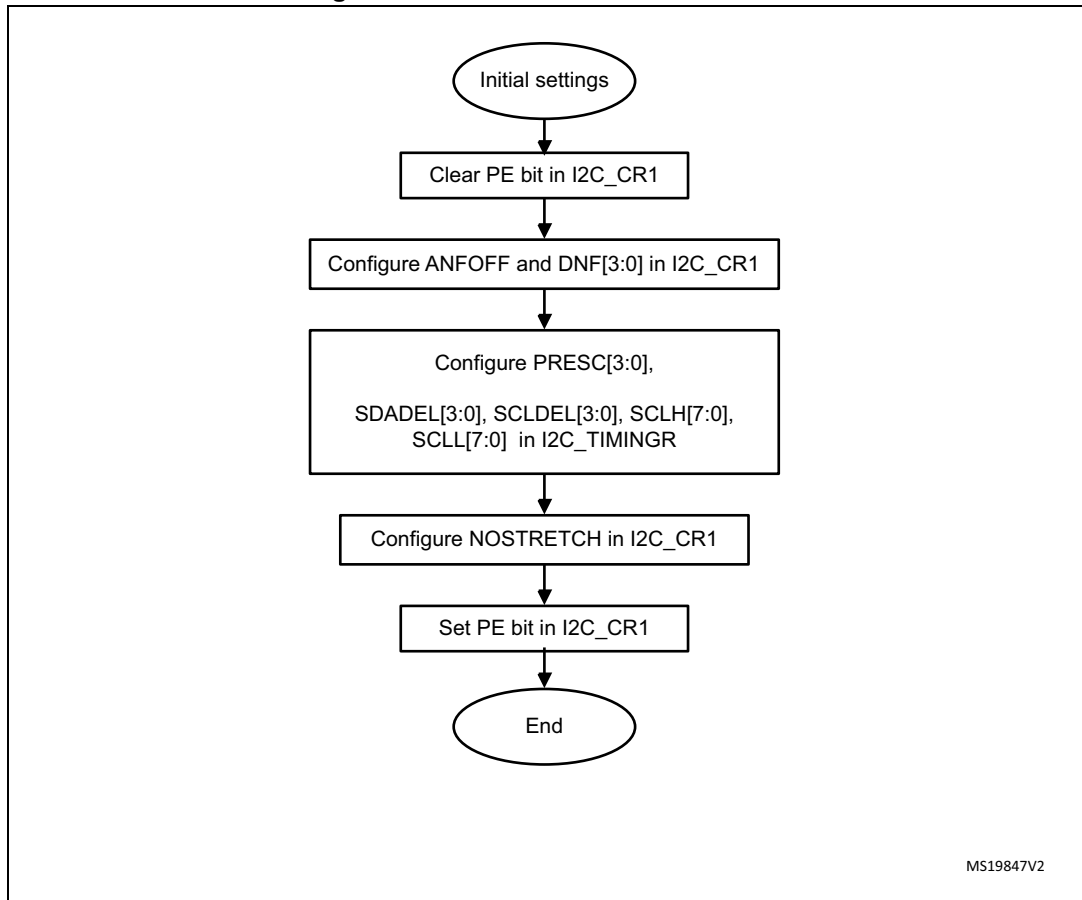 Initial settings
Clear PE bit in I2C_CR1
Configure ANFOFF and DNF[3:0] in I2C_CR1
Configure PRESC[3:0],
SDADEL[3:0], SCLDEL[3:0], SCLH[7:0],
SCLL[7:0] in I2C_TIMINGR
Configure NOSTRETCH in I2C_CR1
Set PE bit in I2C_CR1
End
MS19847V2